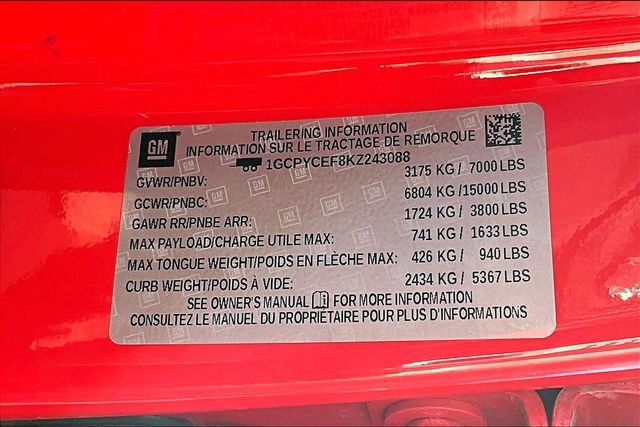 GM
TRAILERING INFORMATION
INFORMATION SUR LE TRACTAGE DE REMORQUE
1GCPYCEF8KZ243088
GVWR/PNBV: 3175 KG / 7000 LBS
GCWR/PNBC: 6804 KG /15000 LBS
GAWR RR/PNBE ARR: 1724 KG / 3800 LBS
MAX PAYLOAD/CHARGE UTILE MAX: 741 KG / 1633 LBS
MAX TONGUE WEIGHT/POIDS EN FLÈCHE MAX: 426 KG / 940 LBS
CURB WEIGHT/POIDS À VIDE: 2434 KG / 5367 LBS
SEE OWNER'S MANUAL FOR MORE INFORMATION
CONSULTEZ LE MANUEL DU PROPRIÉTAIRE POUR PLUS D'INFORMATIONS